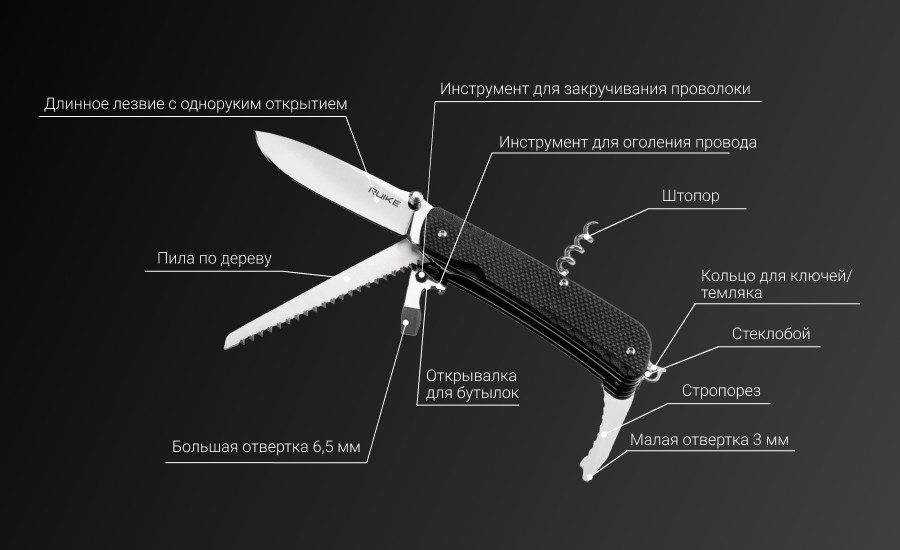 Инструмент для закручивания проволоки
Длинное лезвие с одноруким открытием
Инструмент для оголения провода
Штопор
RUIKE
Пила по дереву
Кольцо для ключей/
темляка
Стеклобой
Открывалка
для бутылок
Стропорез
Малая отвертка 3 мм
Большая отвертка 6,5 мм